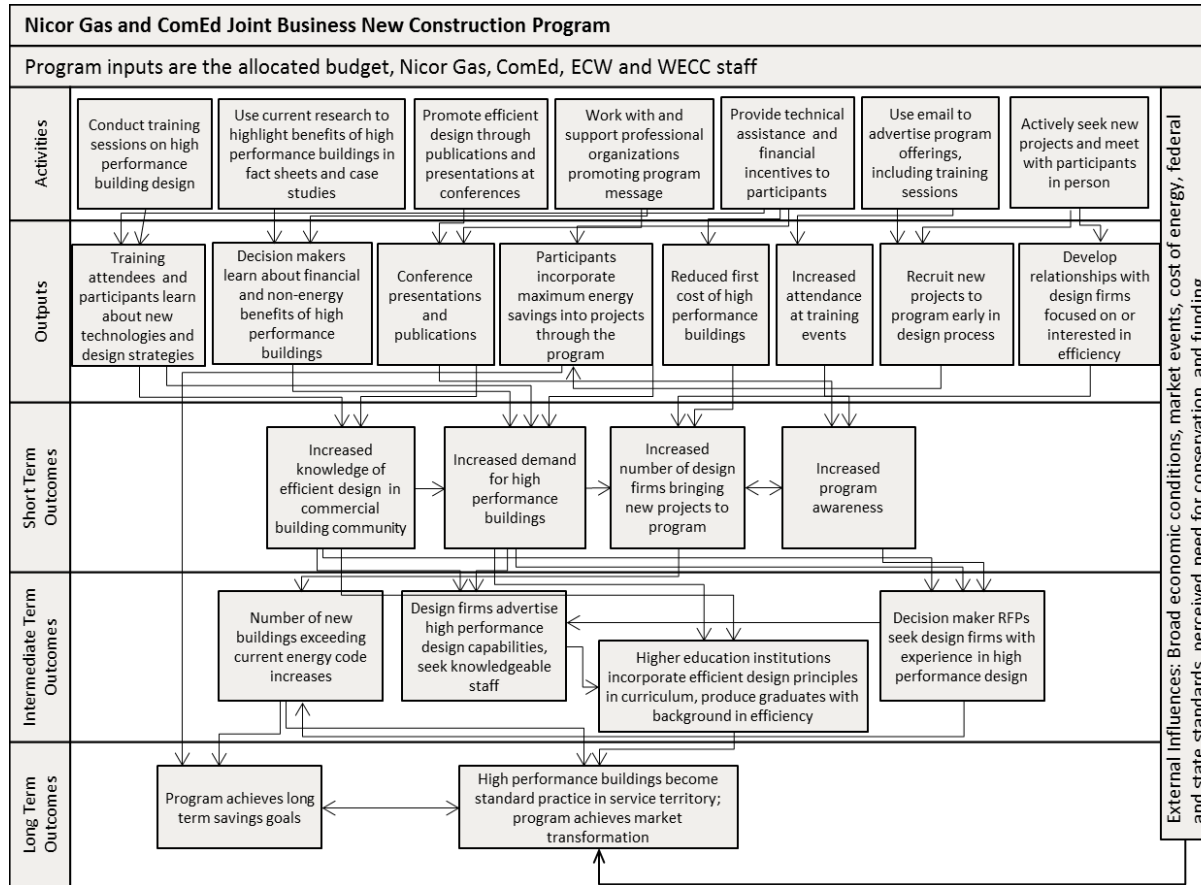 Nicor Gas and ComEd Joint Business New Construction Program
Program inputs are the allocated budget, Nicor Gas, ComEd, ECW and WECC staff
Activities
Conduct training
sessions on high
performance
building design
Use current research to
highlight benefits of high
performance buildings in
fact sheets and case
studies
Promote efficient
design through
publications and
presentations at
conferences
Work with and
support professional
organizations
promoting program
message
Provide technical
assistance and
financial
incentives to
participants
Use email to
advertise program
offerings,
including training
sessions
Actively seek new
projects and meet
with participants
in person
Outputs
Training
attendees and
participants learn
about new
technologies and
design strategies
Decision makers
learn about financial
and non-energy
benefits of high
performance
buildings
Conference
presentations
and
publications
Participants
incorporate
maximum energy
savings into projects
through the
program
Reduced first
cost of high
performance
buildings
Increased
attendance
at training
events
Recruit new
projects to
program early in
design process
Develop
relationships with
design firms
focused on or
interested in
efficiency
Short Term
Outcomes
Increased
knowledge of
efficient design in
commercial
building community
Increased demand
for high
performance
buildings
Increased
number of design
firms bringing
new projects to
program
Increased
program
awareness
Intermediate Term
Outcomes
Number of new
buildings exceeding
current energy code
increases
Design firms advertise
high performance
design capabilities,
seek knowledgeable
staff
Higher education institutions
incorporate efficient design principles
in curriculum, produce graduates with
background in efficiency
Decision maker RFPs
seek design firms with
experience in high
performance design
Long Term
Outcomes
Program achieves long
term savings goals
High performance buildings become
standard practice in service territory;
program achieves market
transformation
External Influences: Broad economic conditions, market events, cost of energy, federal
and state standards, perceived need for conservation, and funding